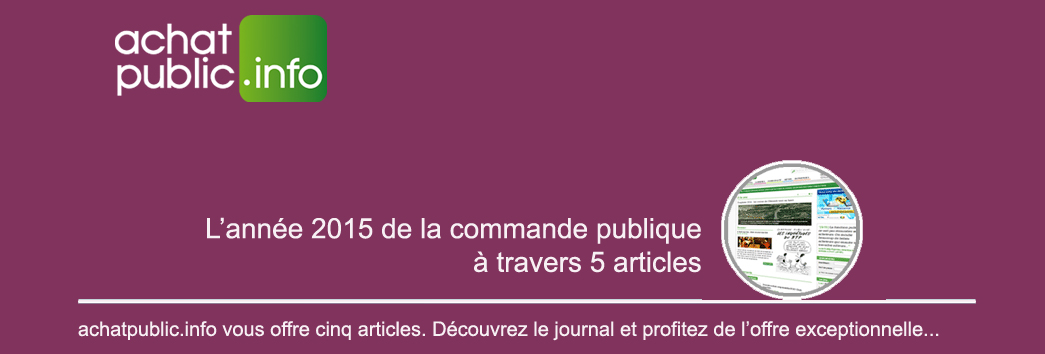 achat
public.info
L’année 2015 de la commande publique
à travers 5 articles
achatpublic.info vous offre cinq articles. Découvrez le journal et profitez de l’offre exceptionnelle...